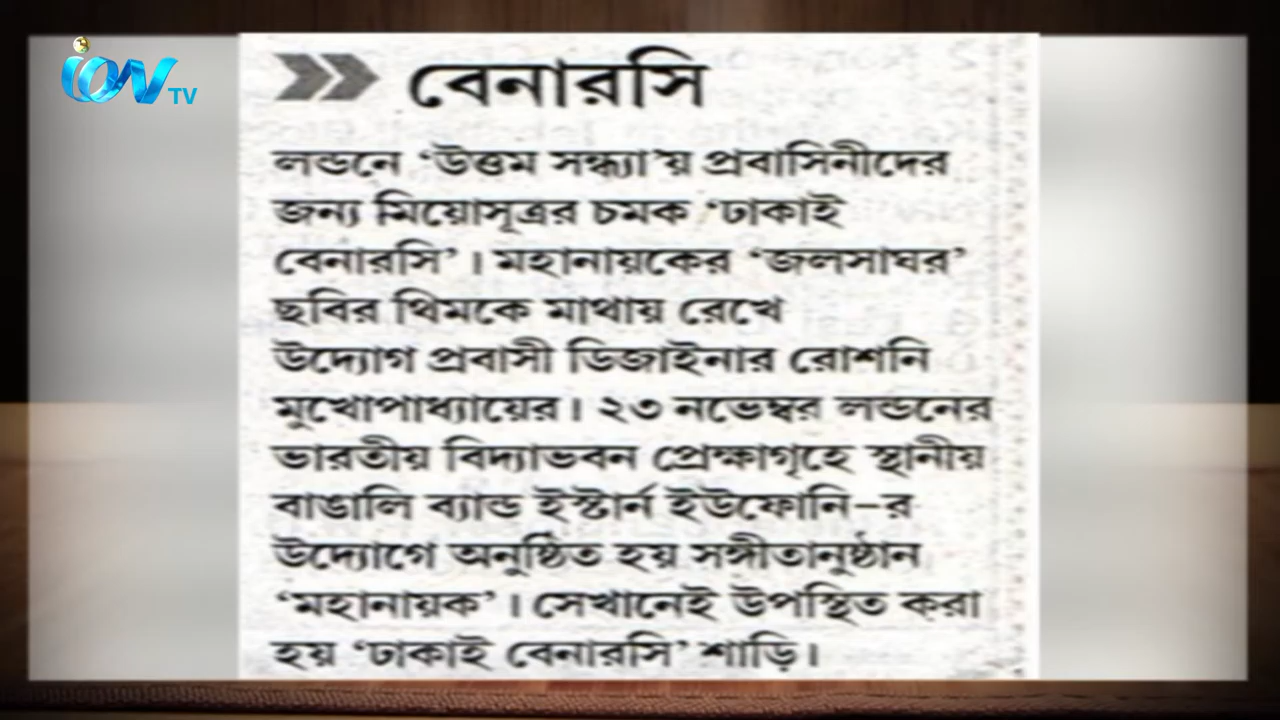 iON TV
বেনারসি
লন্ডনে ‘উত্তম সন্ধ্যা’য় প্রবাসিনীদের
জন্য মিয়োসূত্রর চমক ‘ঢাকাই
বেনারসি’। মহানায়কের ‘জলসাঘর’
ছবির থিমকে মাথায় রেখে
উদ্যোগ প্রবাসী ডিজাইনার রোশনি
মুখোপাধ্যায়ের। ২৩ নভেম্বর লন্ডনের
ভারতীয় বিদ্যাভবন প্রেক্ষাগৃহে স্থানীয়
বাঙালি ব্যান্ড ইস্টার্ন ইউফোনি–র
উদ্যোগে অনুষ্ঠিত হয় সঙ্গীতানুষ্ঠান
‘মহানায়ক’। সেখানেই উপস্থিত করা
হয় ‘ঢাকাই বেনারসি’ শাড়ি।